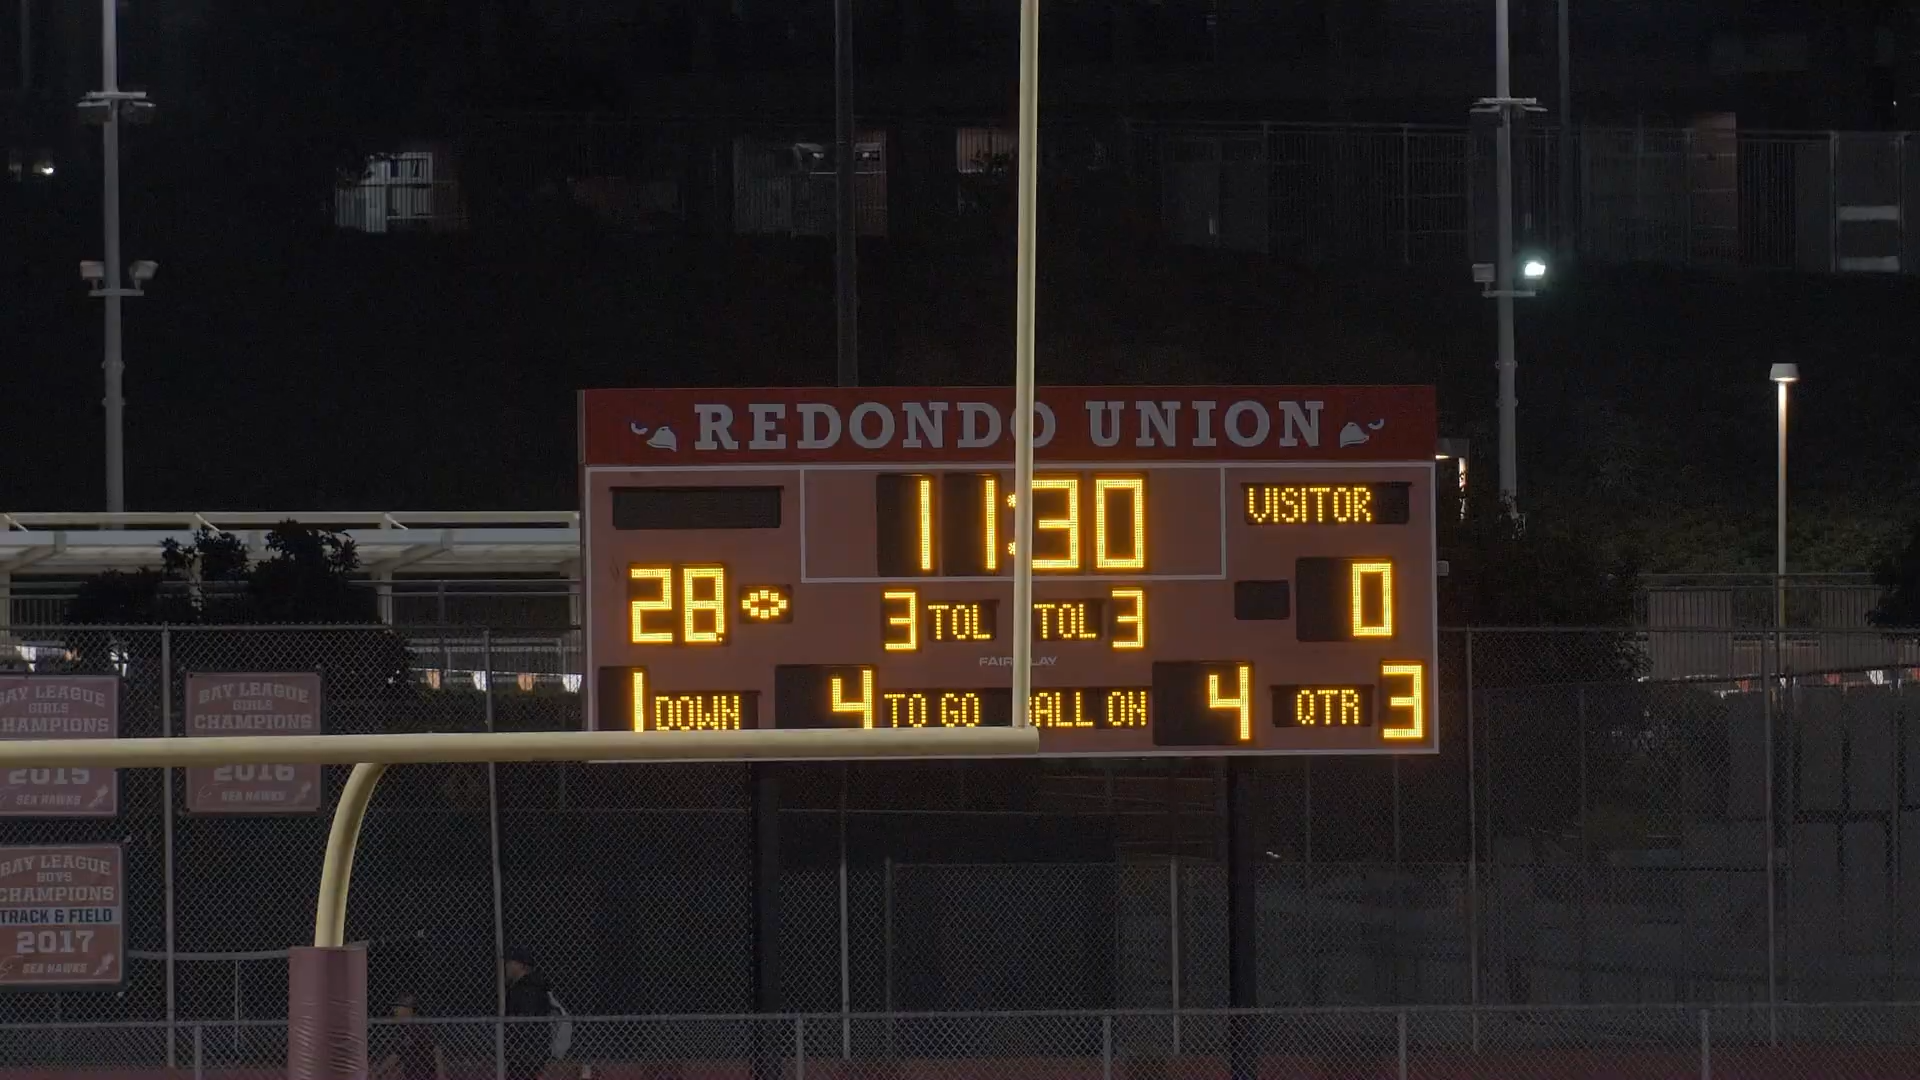 REDONDO UNION
11:30
VISITOR
28 0
3 TOL TOL 3
1 DOWN 4 TO GO BALL ON 4 QTR 3
BAY LEAGUE
GIRLS
CHAMPIONS
2015
SEA HAWKS
BAY LEAGUE
GIRLS
CHAMPIONS
2016
SEA HAWKS
BAY LEAGUE
BOYS
CHAMPIONS
TRACK & FIELD
2017
SEA HAWKS